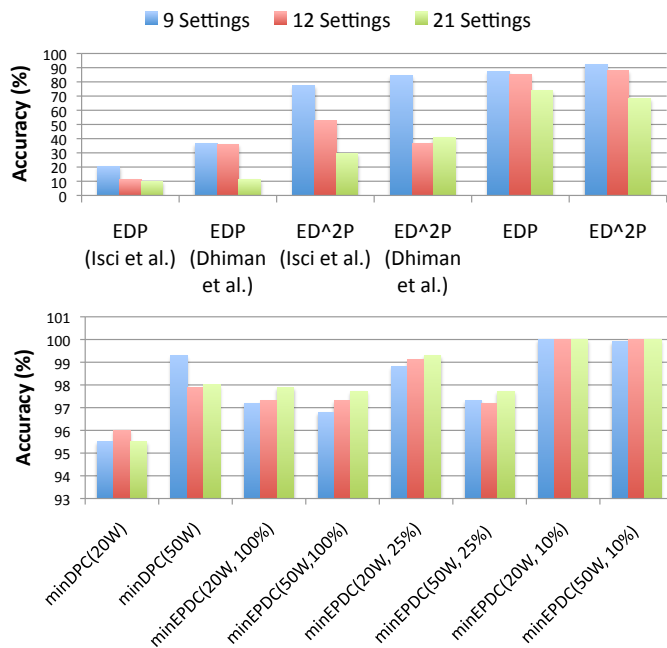 9 Settings 12 Settings 21 Settings
Accuracy (%)
100
90
80
70
60
50
40
30
20
10
0
EDP
(Isci et al.)
EDP
(Dhiman
et al.)
ED^2P
(Isci et al.)
ED^2P
(Dhiman
et al.)
EDP
ED^2P
Accuracy (%)
101
100
99
98
97
96
95
94
93
minDPC(20W)
minDPC(50W)
minEPDC(20W, 100%)
minEPDC(50W,100%)
minEPDC(20W, 25%)
minEPDC(50W, 25%)
minEPDC(20W, 10%)
minEPDC(50W, 10%)